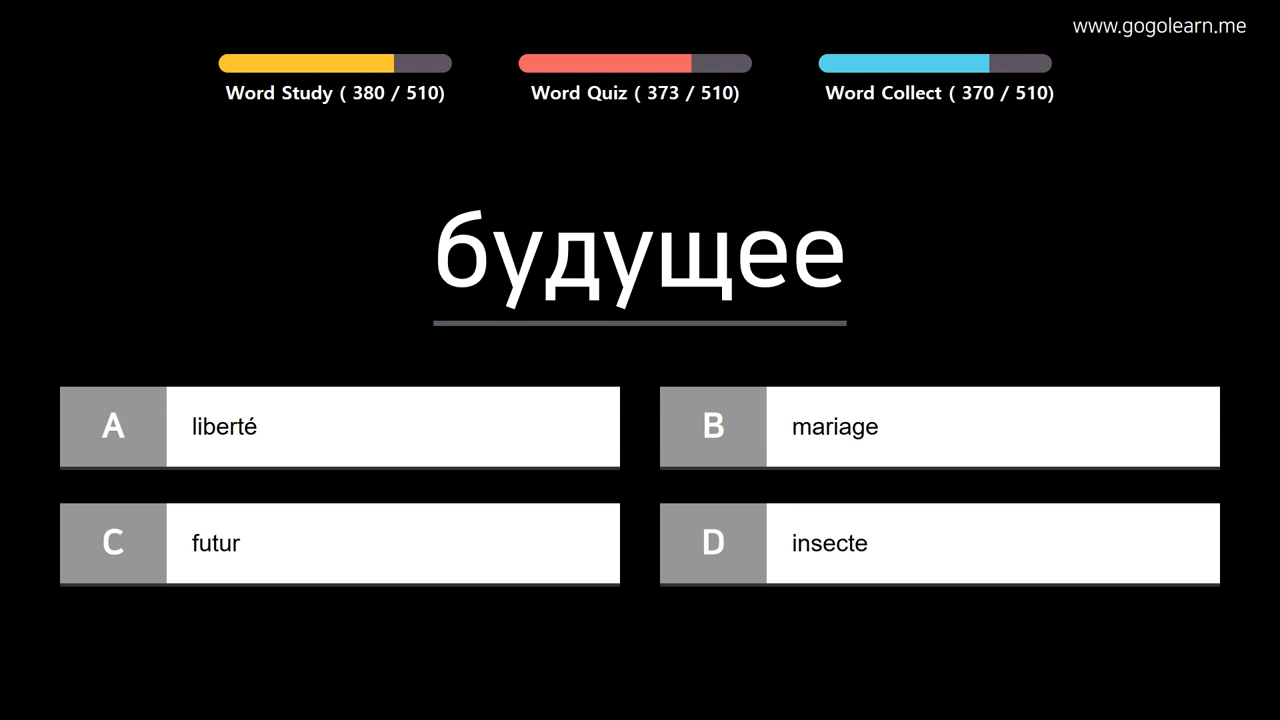 www.gogolearn.me
Word Study ( 380 / 510)
Word Quiz ( 373 / 510)
Word Collect ( 370 / 510)
будущее
A liberté
B mariage
C futur
D insecte